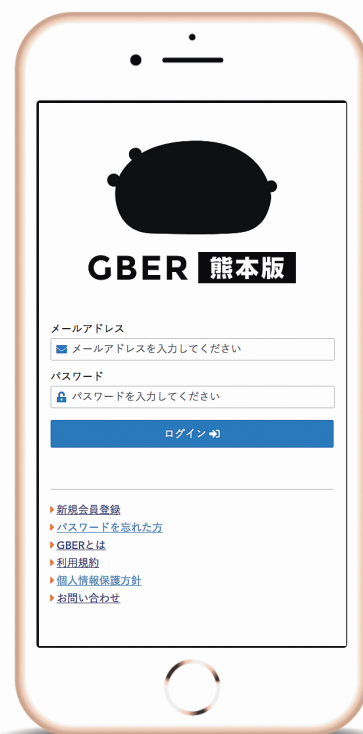 GBER 熊本版
メールアドレス
メールアドレスを入力してください
パスワード
パスワードを入力してください
ログイン
新規会員登録
パスワードを忘れた方
GBERとは
利用規約
個人情報保護方針
お問い合わせ